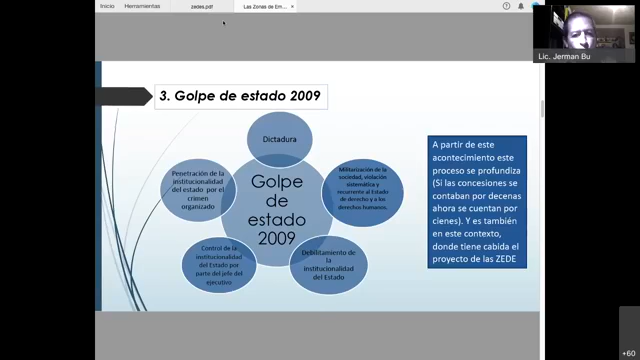 Inicio
Herramientas
zedes.pdf
Las Zonas de Em...
×
Lic. Jerman Bu
3. Golpe de estado 2009
Dictadura
Penetración de la
institucionalidad
del estado por el
crimen
organizado
Golpe
de
estado
2009
Militarización de la
sociedad, violación
sistemática y
recurrente al Estado
de derecho y a los
derechos humanos.
Control de la
institucionalidad
del Estado por
parte del jefe del
ejecutivo
Debilitamiento de
la
institucionalidad
del Estado
A partir de este
acontecimiento este
proceso se profundiza
(Si las concesiones se
contaban por decenas
ahora se cuentan por
cienes). Y es también
en este contexto,
donde tiene cabida el
proyecto de las ZEDE
+60